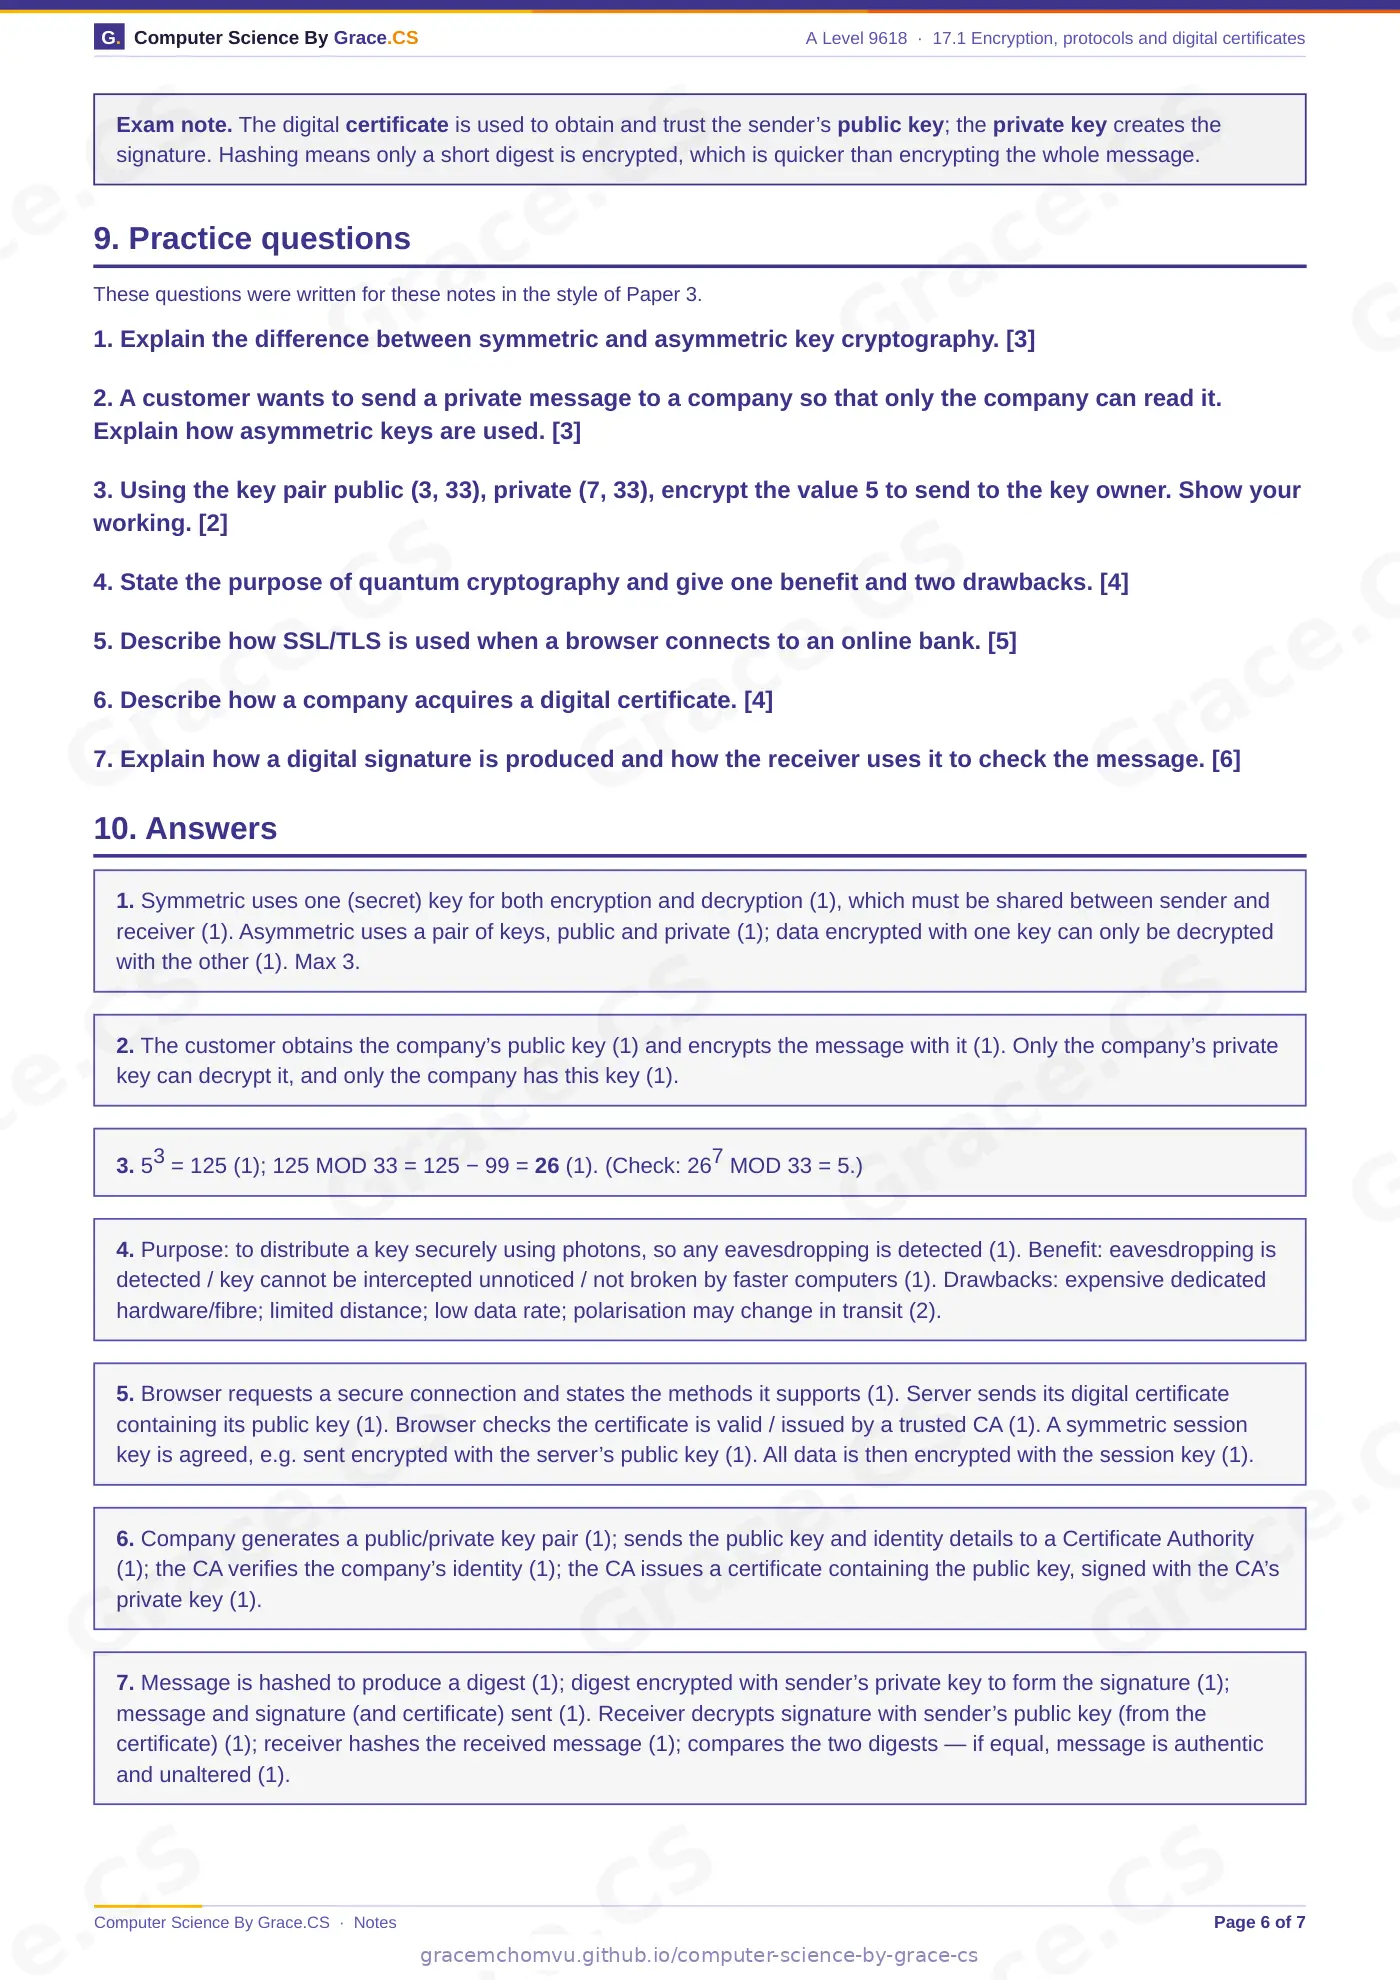 G. Computer Science By Grace.CS
A Level 9618 · 17.1 Encryption, protocols and digital certificates
Exam note. The digital certificate is used to obtain and trust the sender’s public key; the private key creates the
signature. Hashing means only a short digest is encrypted, which is quicker than encrypting the whole message.
9. Practice questions
These questions were written for these notes in the style of Paper 3.
1. Explain the difference between symmetric and asymmetric key cryptography. [3]
2. A customer wants to send a private message to a company so that only the company can read it.
Explain how asymmetric keys are used. [3]
3. Using the key pair public (3, 33), private (7, 33), encrypt the value 5 to send to the key owner. Show your
working. [2]
4. State the purpose of quantum cryptography and give one benefit and two drawbacks. [4]
5. Describe how SSL/TLS is used when a browser connects to an online bank. [5]
6. Describe how a company acquires a digital certificate. [4]
7. Explain how a digital signature is produced and how the receiver uses it to check the message. [6]
10. Answers
1. Symmetric uses one (secret) key for both encryption and decryption (1), which must be shared between sender and
receiver (1). Asymmetric uses a pair of keys, public and private (1); data encrypted with one key can only be decrypted
with the other (1). Max 3.
2. The customer obtains the company’s public key (1) and encrypts the message with it (1). Only the company’s private
key can decrypt it, and only the company has this key (1).
3. 5³ = 125 (1); 125 MOD 33 = 125 − 99 = 26 (1). (Check: 26⁷ MOD 33 = 5.)
4. Purpose: to distribute a key securely using photons, so any eavesdropping is detected (1). Benefit: eavesdropping is
detected / key cannot be intercepted unnoticed / not broken by faster computers (1). Drawbacks: expensive dedicated
hardware/fibre; limited distance; low data rate; polarisation may change in transit (2).
5. Browser requests a secure connection and states the methods it supports (1). Server sends its digital certificate
containing its public key (1). Browser checks the certificate is valid / issued by a trusted CA (1). A symmetric session
key is agreed, e.g. sent encrypted with the server’s public key (1). All data is then encrypted with the session key (1).
6. Company generates a public/private key pair (1); sends the public key and identity details to a Certificate Authority
(1); the CA verifies the company’s identity (1); the CA issues a certificate containing the public key, signed with the CA’s
private key (1).
7. Message is hashed to produce a digest (1); digest encrypted with sender’s private key to form the signature (1);
message and signature (and certificate) sent (1). Receiver decrypts signature with sender’s public key (from the
certificate) (1); receiver hashes the received message (1); compares the two digests — if equal, message is authentic
and unaltered (1).
Computer Science By Grace.CS · Notes
Page 6 of 7
gracemchomvu.github.io/computer-science-by-grace-cs